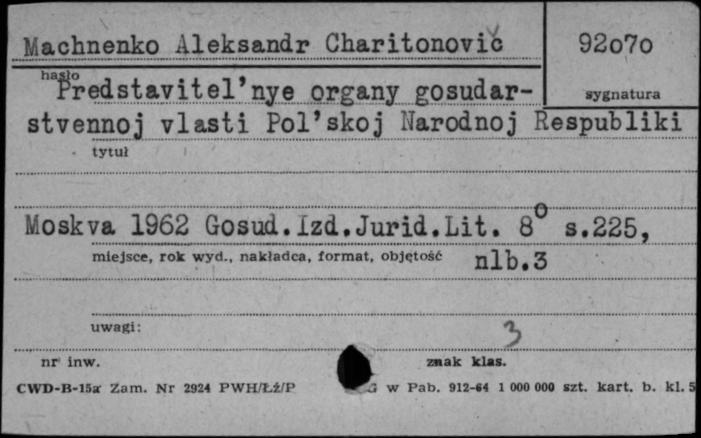 Machnenko Aleksandr Charitonovič
92o7o
hasło
sygnatura
Predstavitel'nye organy gosudar-
stvennoj vlasti Pol'skoj Narodnoj Respubliki
tytuł
Moskva 1962 Gosud.Izd.Jurid.Lit. 8o s.225,
miejsce, rok wyd., nakładca, format, objętość
nlb.3
uwagi:
3
nr inw.
znak klas.
CWD-B-15a Zam. Nr 2924 PWH/Łź/P
G w Pab. 912-64 1 000 000 szt. kart. b. kl. 5